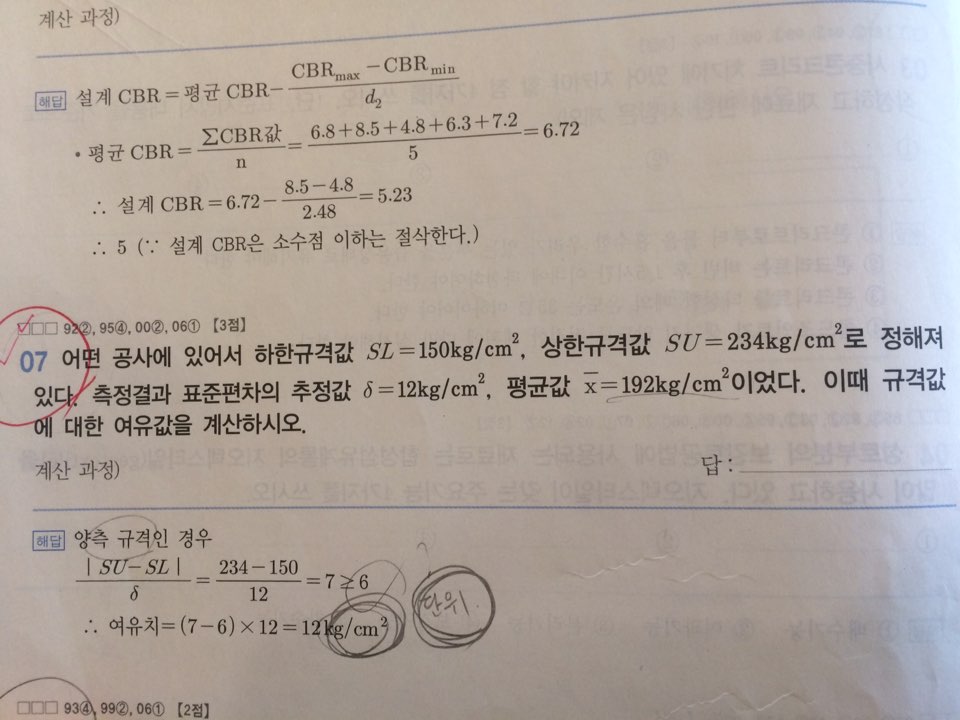 계산 과정)
해답 설계 CBR = 평균 CBR − (CBRmax − CBRmin) / d₂
• 평균 CBR = ΣCBR값 / n = (6.8+8.5+4.8+6.3+7.2) / 5 = 6.72
∴ 설계 CBR = 6.72 − (8.5−4.8) / 2.48 = 5.23
∴ 5 (∵ 설계 CBR은 소수점 이하는 절삭한다.)
□□□ 92②, 95④, 00②, 06① 【3점】
07 어떤 공사에 있어서 하한규격값 SL=150kg/cm², 상한규격값 SU=234kg/cm²로 정해져
있다. 측정결과 표준편차의 추정값 δ=12kg/cm², 평균값 x̄=192kg/cm²이었다. 이때 규격값
에 대한 여유값을 계산하시오.
계산 과정) 답 :
해답 양측 규격인 경우
|SU−SL| / δ = (234−150) / 12 = 7 ≥ 6
∴ 여유치=(7−6)×12=12kg/cm² 단위
□□□ 93④, 99②, 06① 【2점】